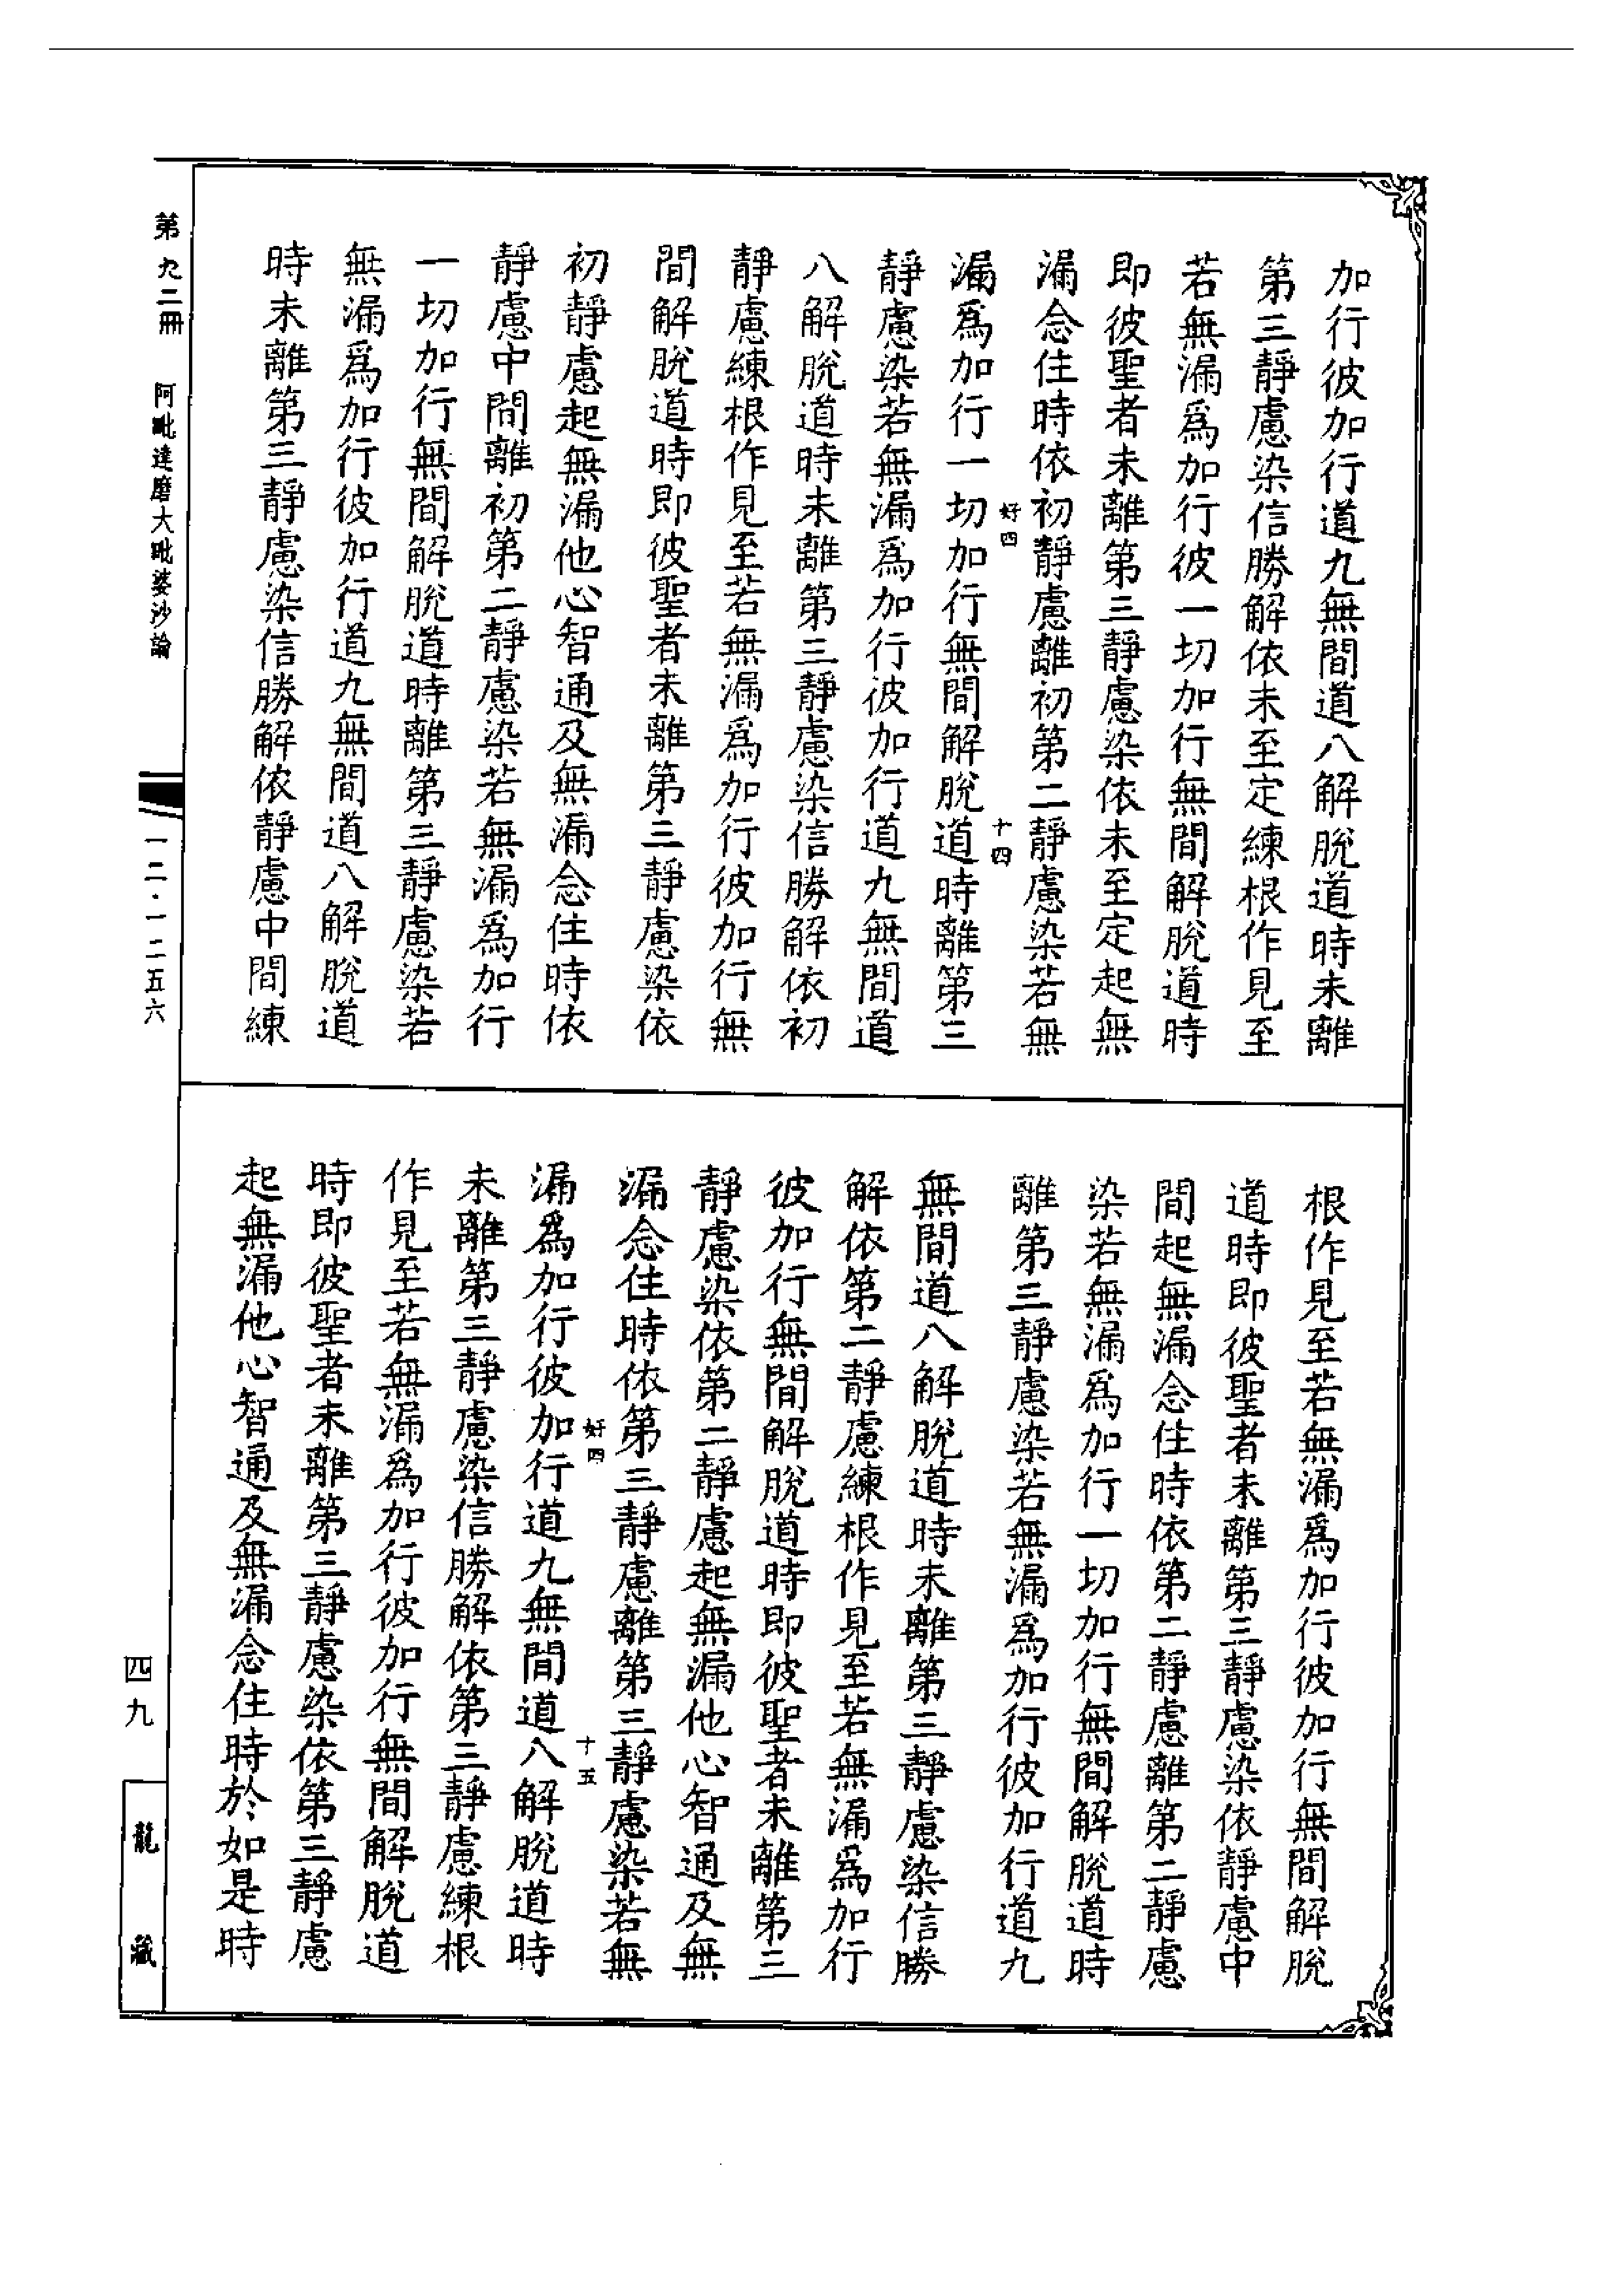 加行彼加行道九無間道八解脫道時未離
第三靜慮染信勝解依未至定練根作見至
若無漏爲加行彼一切加行無間解脫道時
即彼聖者未離第三靜慮染依未至定起無
漏念住時依初靜慮離初第二靜慮染若無
好四
十四
漏爲加行一切加行無間解脫道時離第三
靜慮染若無漏爲加行彼加行道九無間道
八解脫道時未離第三靜慮染信勝解依初
靜慮練根作見至若無漏爲加行彼加行無
間解脫道時即彼聖者未離第三靜慮染依
初靜慮起無漏他心智通及無漏念住時依
靜慮中間離初第二靜慮染若無漏爲加行
一切加行無間解脫道時離第三靜慮染若
無漏爲加行彼加行道九無間道八解脫道
時未離第三靜慮染信勝解依靜慮中間練
根作見至若無漏爲加行彼加行無間解脫
道時即彼聖者未離第三靜慮染依靜慮中
間起無漏念住時依第二靜慮離第二靜慮
染若無漏爲加行一切加行無間解脫道時
離第三靜慮染若無漏爲加行彼加行道九
無間道八解脫道時未離第三靜慮染信勝
解依第二靜慮練根作見至若無漏爲加行
彼加行無間解脫道時即彼聖者未離第三
靜慮染依第二靜慮起無漏他心智通及無
漏念住時依第三靜慮離第三靜慮染若無
好四
十五
漏爲加行彼加行道九無間道八解脫道時
未離第三靜慮染信勝解依第三靜慮練根
作見至若無漏爲加行彼加行無間解脫道
時即彼聖者未離第三靜慮染依第三靜慮
起無漏他心智通及無漏念住時於如是時
第九三冊 阿毗達磨大毗婆沙論
一二·一二五六
四九
龍藏